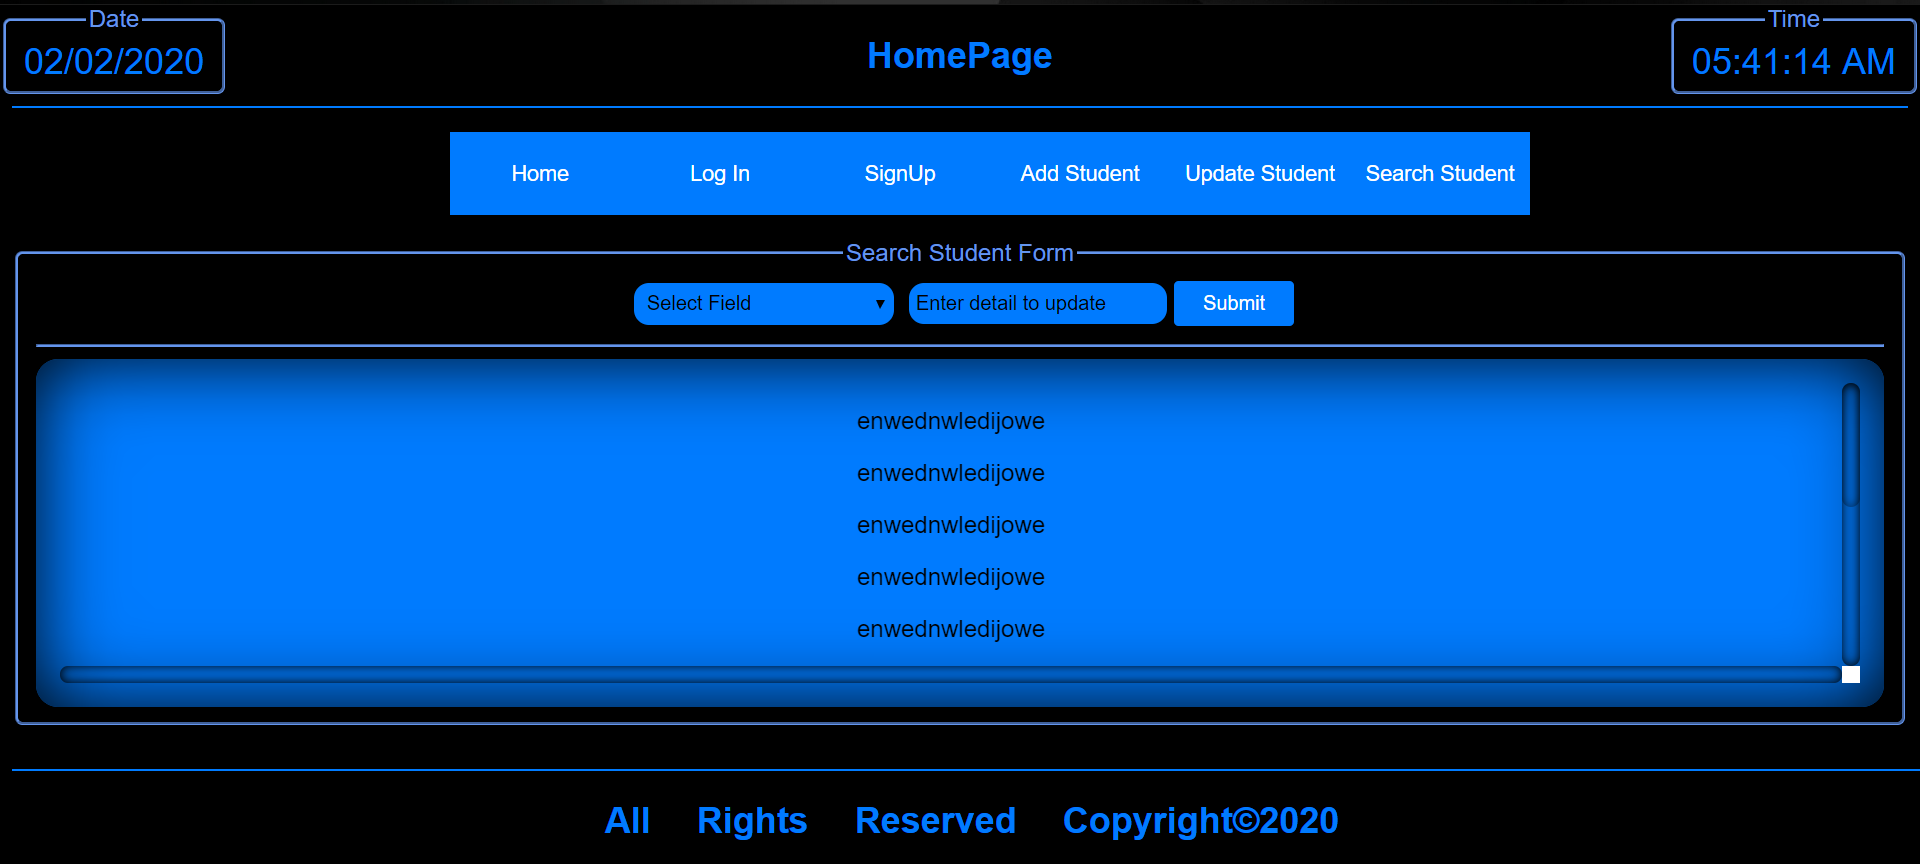 Date
02/02/2020
HomePage
Time
05:41:14 AM
Home Log In SignUp Add Student Update Student Search Student
Search Student Form
Select Field Enter detail to update Submit
enwednwledijowe
enwednwledijowe
enwednwledijowe
enwednwledijowe
enwednwledijowe
All Rights Reserved Copyright©2020